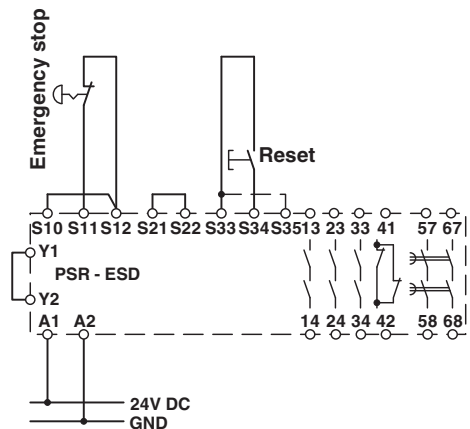 Emergency stop
Reset
S10 S11 S12 S21 S22 S33 S34 S35 13 23 33 41 57 67
Y1
PSR - ESD
Y2
A1 A2 14 24 34 42 58 68
24V DC
GND